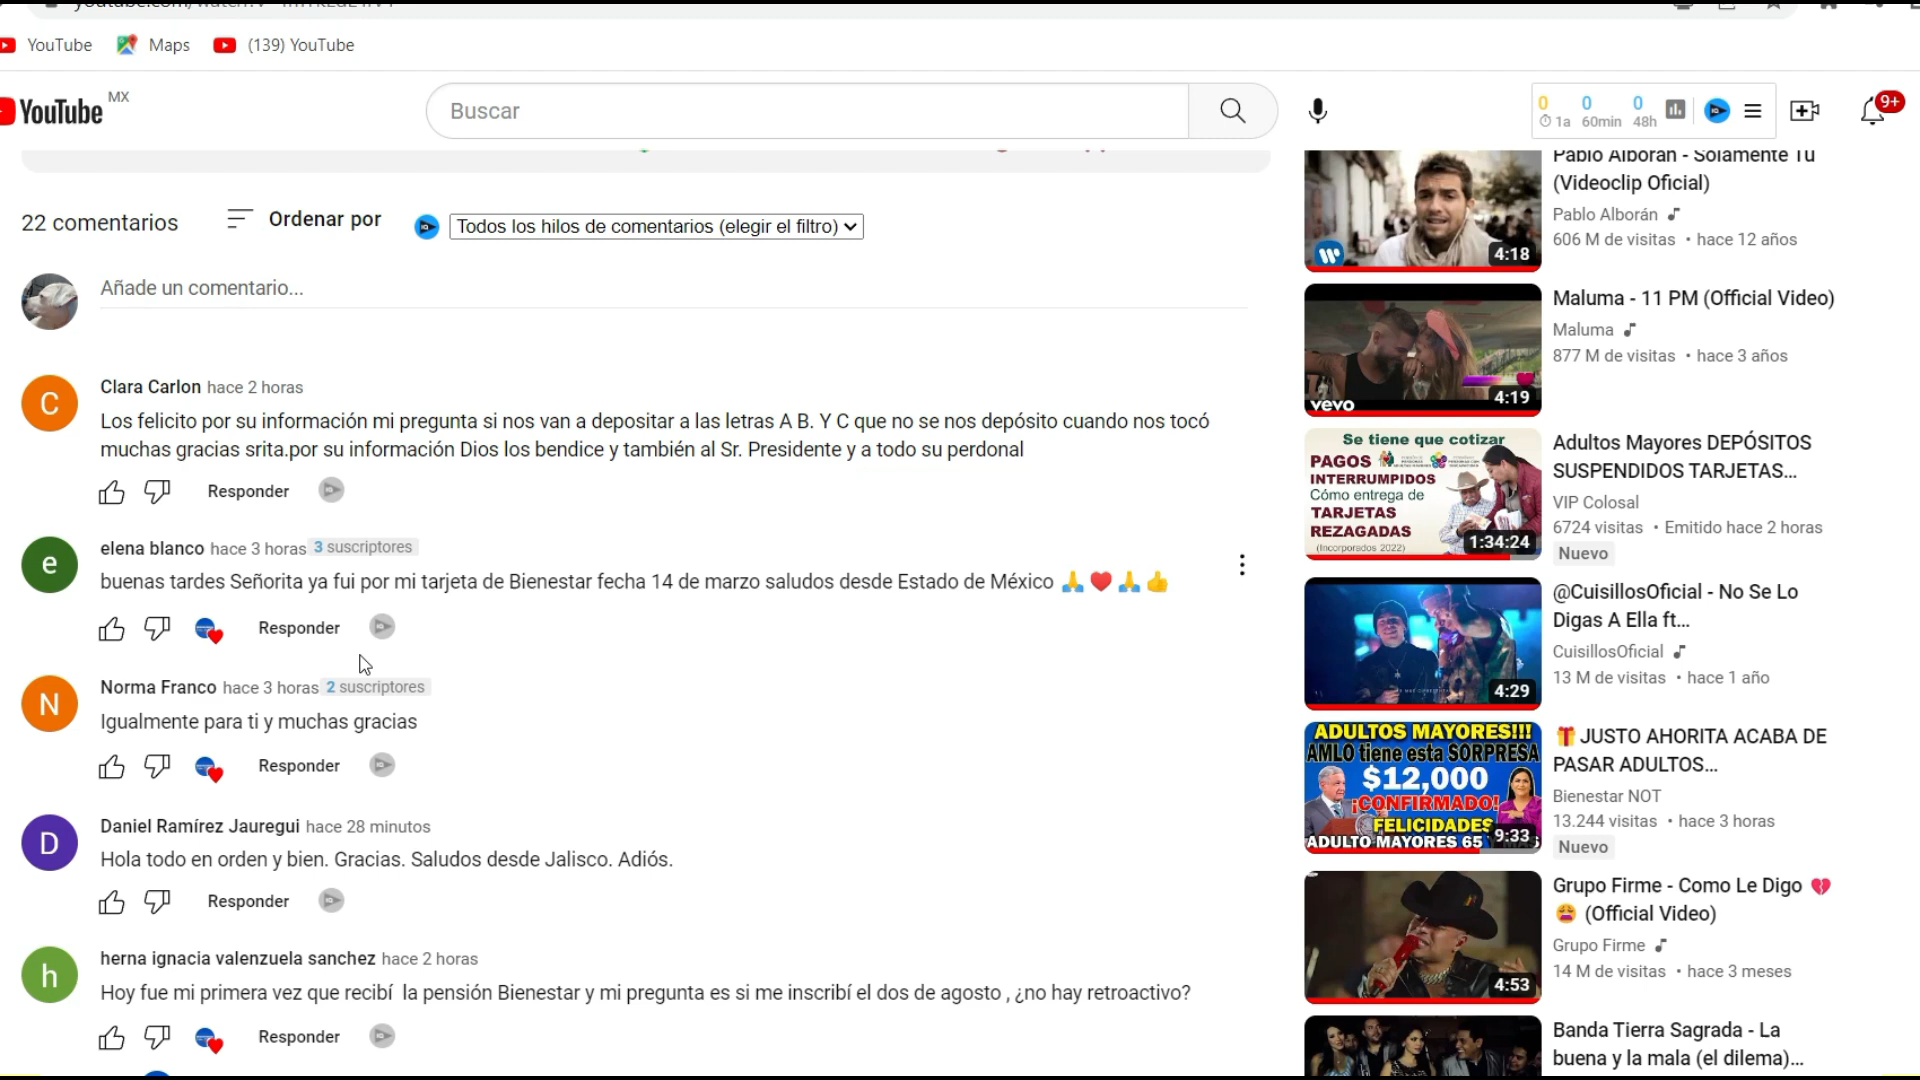 YouTube Maps (139) YouTube
YouTube MX
Buscar
0 0 0
1a 60min 48h
9+
22 comentarios
Ordenar por
Todos los hilos de comentarios (elegir el filtro)
Añade un comentario...
Clara Carlon hace 2 horas
Los felicito por su información mi pregunta si nos van a depositar a las letras A B. Y C que no se nos depósito cuando nos tocó
muchas gracias srita.por su información Dios los bendice y también al Sr. Presidente y a todo su perdonal
Responder
elena blanco hace 3 horas 3 suscriptores
buenas tardes Señorita ya fui por mi tarjeta de Bienestar fecha 14 de marzo saludos desde Estado de México 🙏❤️🙏👍
Responder
Norma Franco hace 3 horas 2 suscriptores
Igualmente para ti y muchas gracias
Responder
Daniel Ramírez Jauregui hace 28 minutos
Hola todo en orden y bien. Gracias. Saludos desde Jalisco. Adiós.
Responder
herna ignacia valenzuela sanchez hace 2 horas
Hoy fue mi primera vez que recibí la pensión Bienestar y mi pregunta es si me inscribí el dos de agosto , ¿no hay retroactivo?
Responder
4:18
Pablo Alborán - Solamente Tú
(Videoclip Oficial)
Pablo Alborán
606 M de visitas • hace 12 años
vevo
4:19
Maluma - 11 PM (Official Video)
Maluma
877 M de visitas • hace 3 años
Se tiene que cotizar
PAGOS
INTERRUMPIDOS
Cómo entrega de
TARJETAS
REZAGADAS
(Incorporados 2022)
1:34:24
Adultos Mayores DEPÓSITOS
SUSPENDIDOS TARJETAS...
VIP Colosal
6724 visitas • Emitido hace 2 horas
Nuevo
4:29
@CuisillosOficial - No Se Lo
Digas A Ella ft...
CuisillosOficial
13 M de visitas • hace 1 año
ADULTOS MAYORES!!!
AMLO tiene esta SORPRESA
$12,000
¡CONFIRMADO!
FELICIDADES
ADULTO MAYORES 65
9:33
🎁JUSTO AHORITA ACABA DE
PASAR ADULTOS...
Bienestar NOT
13.244 visitas • hace 3 horas
Nuevo
4:53
Grupo Firme - Como Le Digo 💔
😩 (Official Video)
Grupo Firme
14 M de visitas • hace 3 meses
Banda Tierra Sagrada - La
buena y la mala (el dilema)...